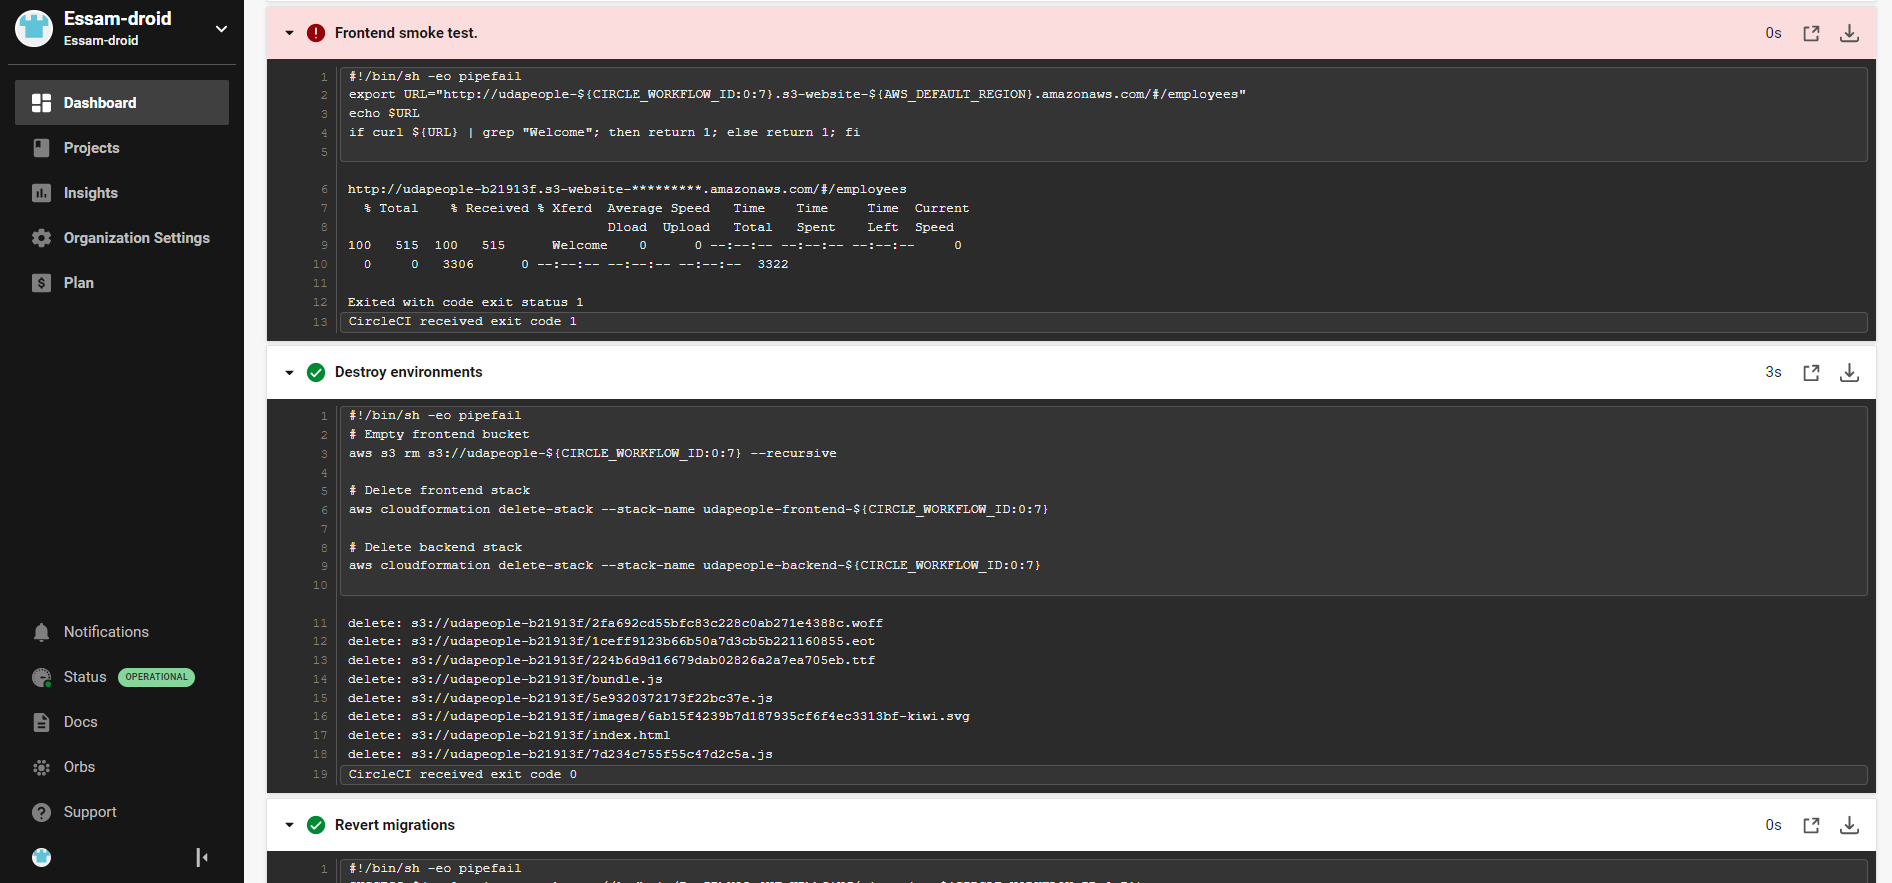 Essam-droid
Essam-droid
Dashboard
Projects
Insights
Organization Settings
$ Plan
Notifications
Status OPERATIONAL
Docs
Orbs
? Support
! Frontend smoke test. 0s
1 #!/bin/sh -eo pipefail
2 export URL="http://udapeople-${CIRCLE_WORKFLOW_ID:0:7}.s3-website-${AWS_DEFAULT_REGION}.amazonaws.com/#/employees"
3 echo $URL
4 if curl ${URL} | grep "Welcome"; then return 1; else return 1; fi
5
6 http://udapeople-b21913f.s3-website-*********.amazonaws.com/#/employees
7 % Total % Received % Xferd Average Speed Time Time Time Current
8 Dload Upload Total Spent Left Speed
9 100 515 100 515 Welcome 0 0 --:--:-- --:--:-- --:--:-- 0
10 0 0 3306 0 --:--:-- --:--:-- --:--:-- 3322
11
12 Exited with code exit status 1
13 CircleCI received exit code 1
Destroy environments 3s
1 #!/bin/sh -eo pipefail
2 # Empty frontend bucket
3 aws s3 rm s3://udapeople-${CIRCLE_WORKFLOW_ID:0:7} --recursive
4
5 # Delete frontend stack
6 aws cloudformation delete-stack --stack-name udapeople-frontend-${CIRCLE_WORKFLOW_ID:0:7}
7
8 # Delete backend stack
9 aws cloudformation delete-stack --stack-name udapeople-backend-${CIRCLE_WORKFLOW_ID:0:7}
10
11 delete: s3://udapeople-b21913f/2fa692cd55bfc83c228c0ab271e4388c.woff
12 delete: s3://udapeople-b21913f/1ceff9123b66b50a7d3cb5b221160855.eot
13 delete: s3://udapeople-b21913f/224b6d9d16679dab02826a2a7ea705eb.ttf
14 delete: s3://udapeople-b21913f/bundle.js
15 delete: s3://udapeople-b21913f/5e9320372173f22bc37e.js
16 delete: s3://udapeople-b21913f/images/6ab15f4239b7d187935cf6f4ec3313bf-kiwi.svg
17 delete: s3://udapeople-b21913f/index.html
18 delete: s3://udapeople-b21913f/7d234c755f55c47d2c5a.js
19 CircleCI received exit code 0
Revert migrations 0s
1 #!/bin/sh -eo pipefail